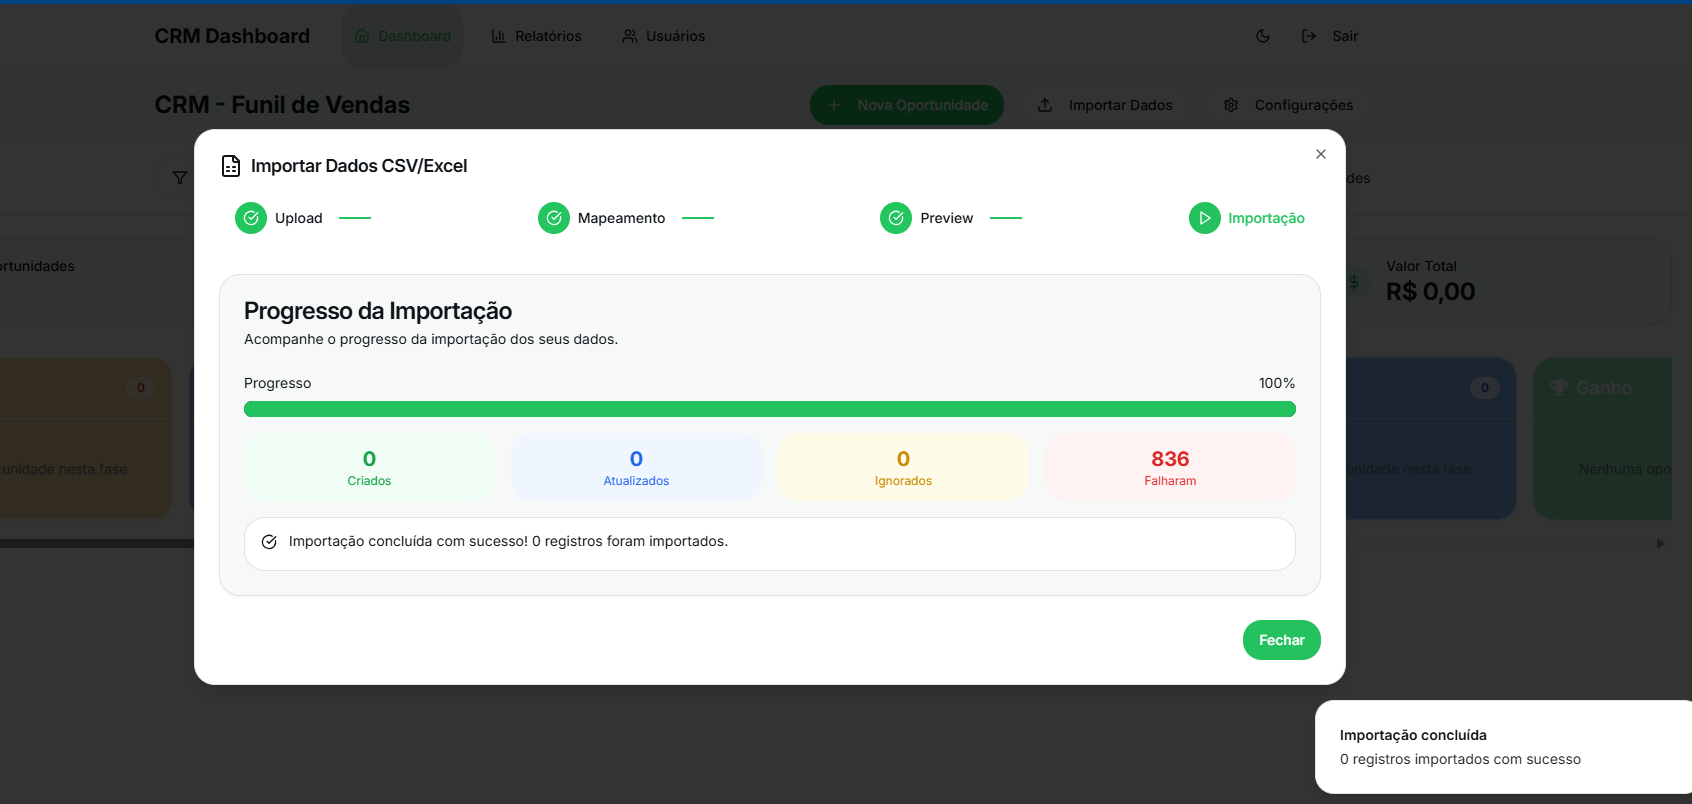 CRM Dashboard
Dashboard
Relatórios
Usuários
Sair
CRM - Funil de Vendas
Nova Oportunidade
Importar Dados
Configurações
Importar Dados CSV/Excel
des
Upload
Mapeamento
Preview
Importação
ortunidades
Valor Total
R$ 0,00
Progresso da Importação
Acompanhe o progresso da importação dos seus dados.
Progresso
100%
0
0
Ganho
0
Criados
0
Atualizados
0
Ignorados
836
Falharam
unidade nesta fase
unidade nesta fase
Nenhuma opo
Importação concluída com sucesso! 0 registros foram importados.
Fechar
Importação concluída
0 registros importados com sucesso